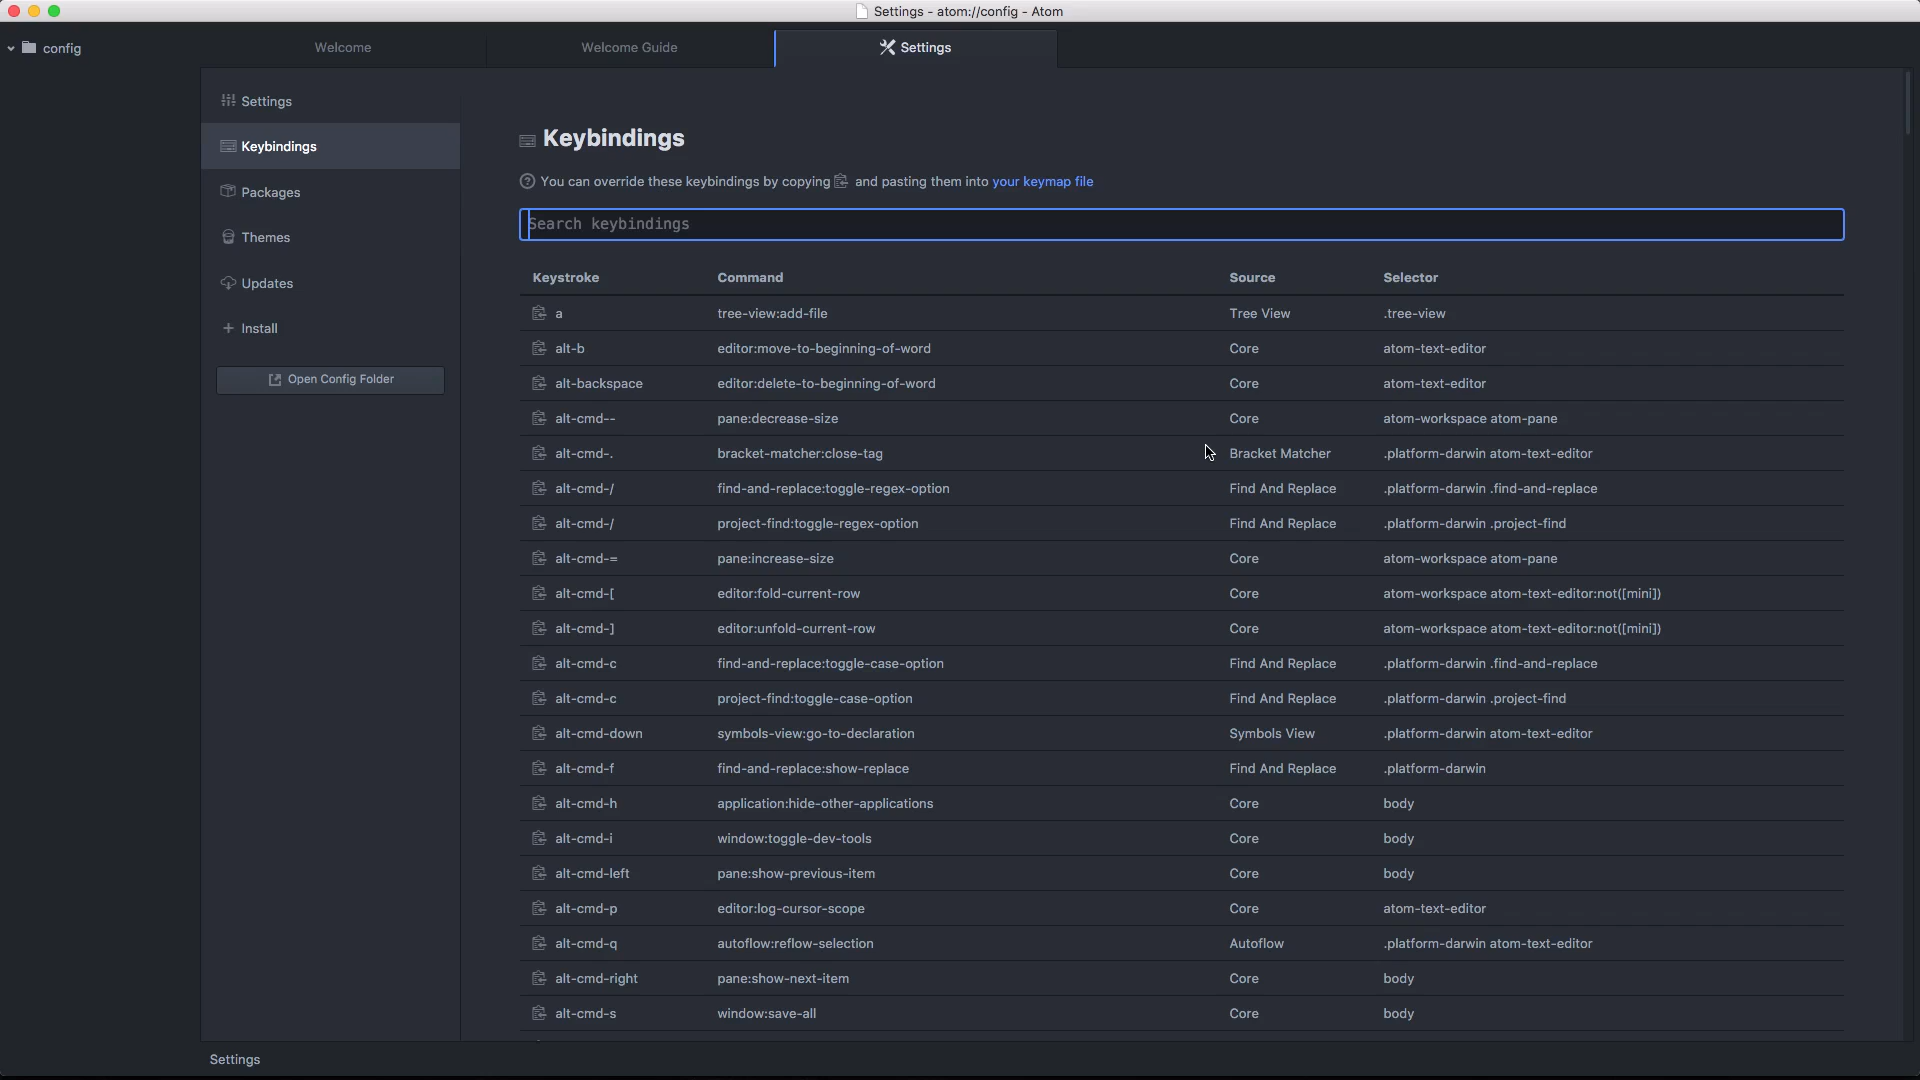 Settings - atom://config - Atom
config
Welcome
Welcome Guide
Settings
Settings
Keybindings
Packages
Themes
Updates
Install
Open Config Folder
Keybindings
You can override these keybindings by copying and pasting them into your keymap file
Search keybindings
Keystroke Command Source Selector
a tree-view:add-file Tree View .tree-view
alt-b editor:move-to-beginning-of-word Core atom-text-editor
alt-backspace editor:delete-to-beginning-of-word Core atom-text-editor
alt-cmd-- pane:decrease-size Core atom-workspace atom-pane
alt-cmd-. bracket-matcher:close-tag Bracket Matcher .platform-darwin atom-text-editor
alt-cmd-/ find-and-replace:toggle-regex-option Find And Replace .platform-darwin .find-and-replace
alt-cmd-/ project-find:toggle-regex-option Find And Replace .platform-darwin .project-find
alt-cmd-= pane:increase-size Core atom-workspace atom-pane
alt-cmd-[ editor:fold-current-row Core atom-workspace atom-text-editor:not([mini])
alt-cmd-] editor:unfold-current-row Core atom-workspace atom-text-editor:not([mini])
alt-cmd-c find-and-replace:toggle-case-option Find And Replace .platform-darwin .find-and-replace
alt-cmd-c project-find:toggle-case-option Find And Replace .platform-darwin .project-find
alt-cmd-down symbols-view:go-to-declaration Symbols View .platform-darwin atom-text-editor
alt-cmd-f find-and-replace:show-replace Find And Replace .platform-darwin
alt-cmd-h application:hide-other-applications Core body
alt-cmd-i window:toggle-dev-tools Core body
alt-cmd-left pane:show-previous-item Core body
alt-cmd-p editor:log-cursor-scope Core atom-text-editor
alt-cmd-q autoflow:reflow-selection Autoflow .platform-darwin atom-text-editor
alt-cmd-right pane:show-next-item Core body
alt-cmd-s window:save-all Core body
Settings